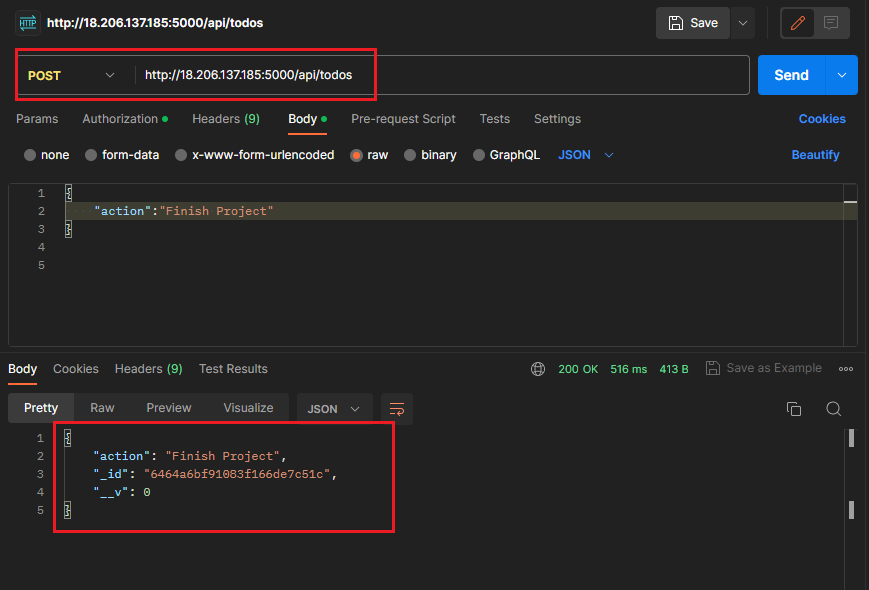 HTTP http://18.206.137.185:5000/api/todos Save
POST http://18.206.137.185:5000/api/todos Send
Params Authorization Headers (9) Body Pre-request Script Tests Settings Cookies
none form-data x-www-form-urlencoded raw binary GraphQL JSON Beautify
1 {
2 "action":"Finish Project"
3 }
4
5
Body Cookies Headers (9) Test Results 200 OK 516 ms 413 B Save as Example
Pretty Raw Preview Visualize JSON
1 {
2 "action": "Finish Project",
3 "_id": "6464a6bf91083f166de7c51c",
4 "__v": 0
5 }